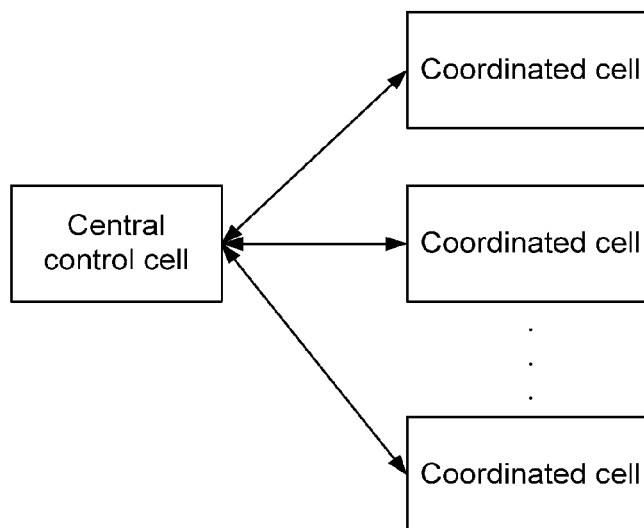 Coordinated cell
Central
control cell
Coordinated cell
.
.
.
Coordinated cell